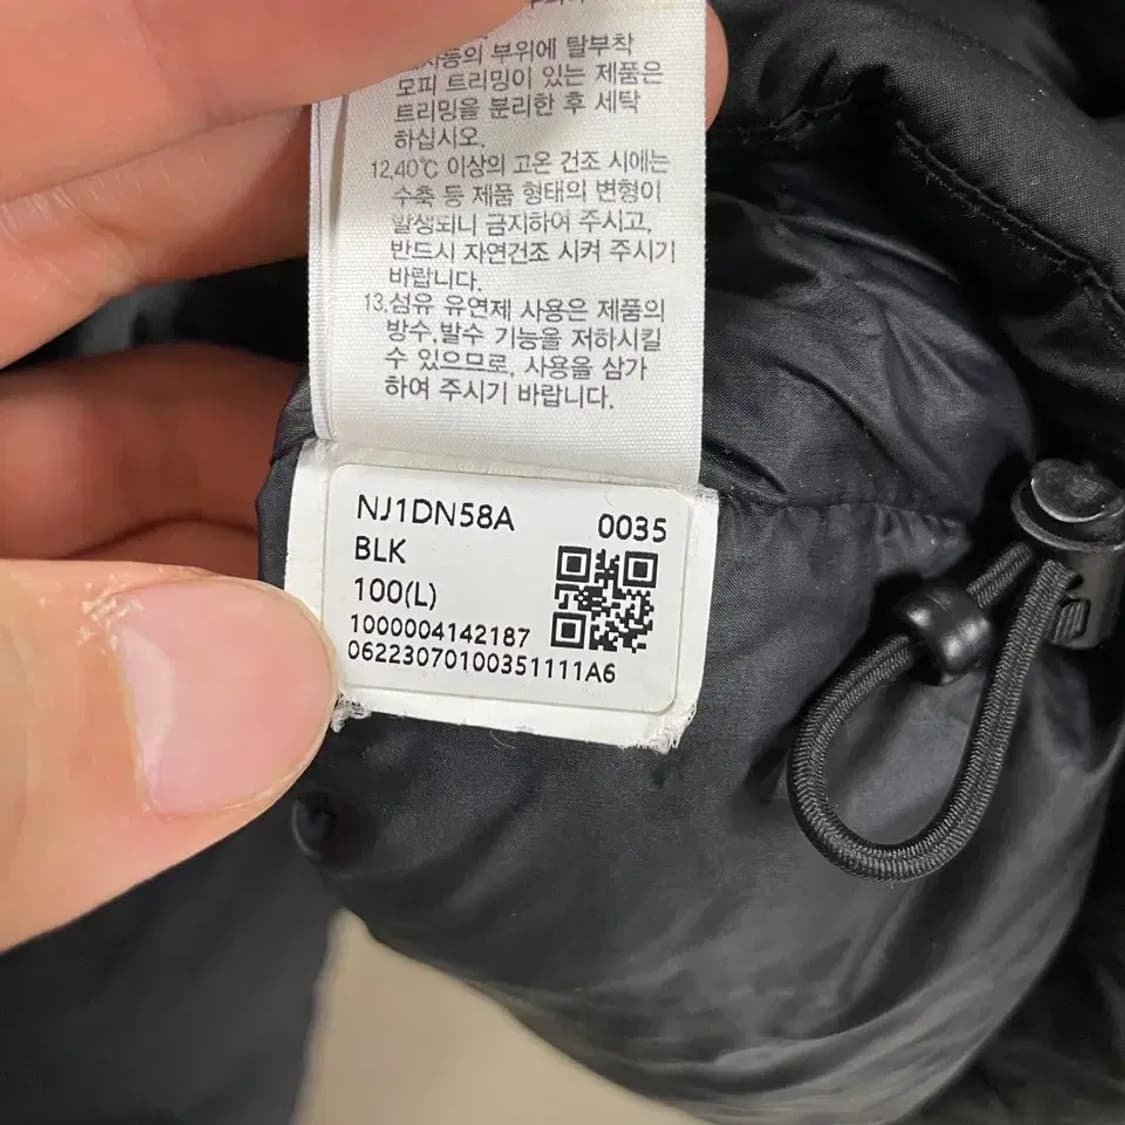 부위에 탈부착
모피 트리밍이 있는 제품은
트리밍을 분리한 후 세탁
하십시오.
12.40℃ 이상의 고온 건조 시에는
수축 등 제품 형태의 변형이
발생되니 금지하여 주시고,
반드시 자연건조 시켜 주시기
바랍니다.
13.섬유 유연제 사용은 제품의
방수,발수 기능을 저하시킬
수 있으므로, 사용을 삼가
하여 주시기 바랍니다.
NJ1DN58A 0035
BLK
100(L)
1000004142187
06223070100351111A6